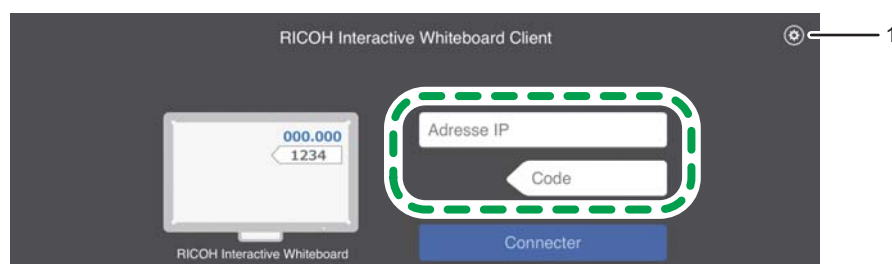 RICOH Interactive Whiteboard Client
1
000.000
1234
Adresse IP
Code
Connecter
RICOH Interactive Whiteboard